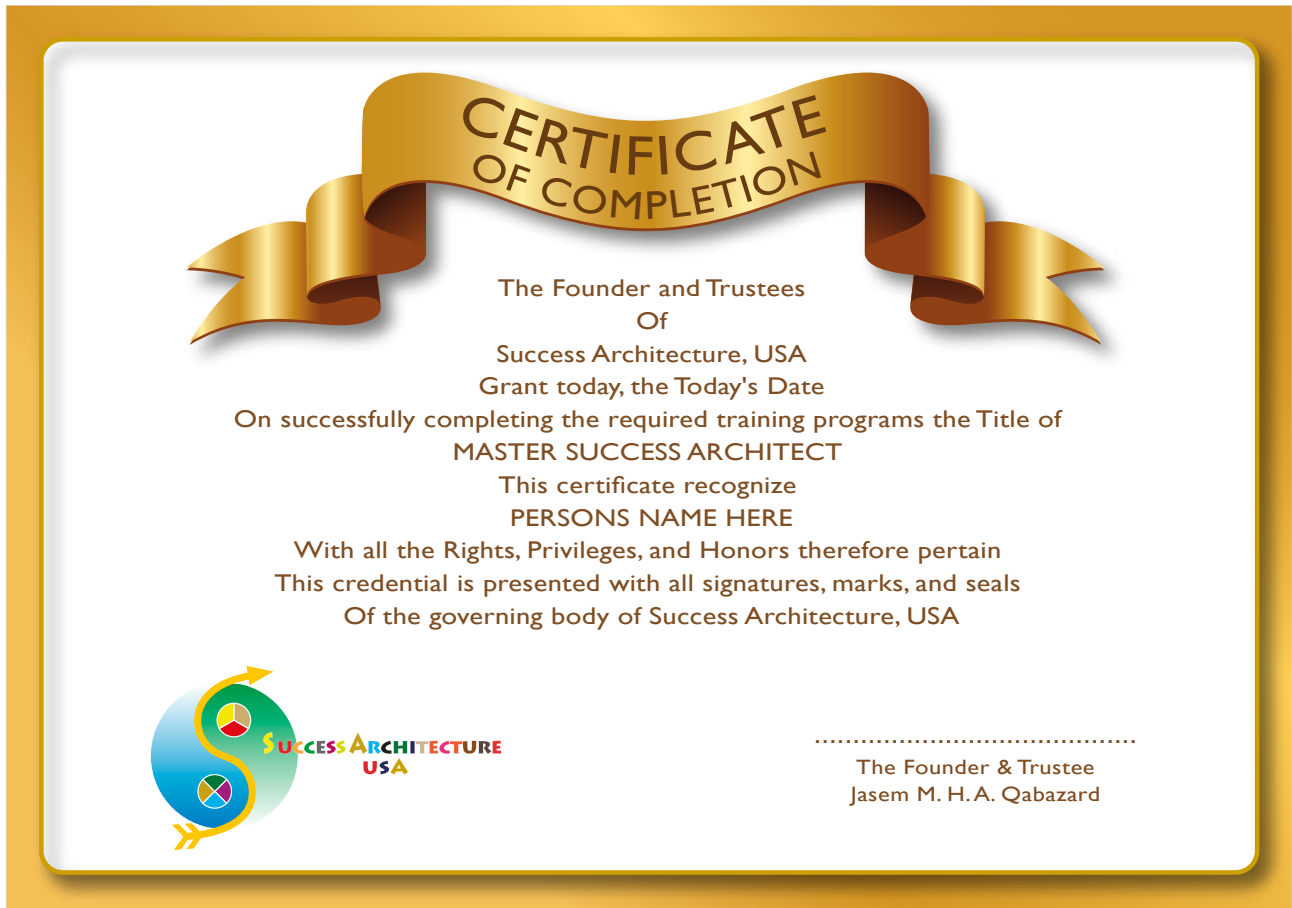 CERTIFICATE
OF COMPLETION
The Founder and Trustees
Of
Success Architecture, USA
Grant today, the Today's Date
On successfully completing the required training programs the Title of
MASTER SUCCESS ARCHITECT
This certificate recognize
PERSONS NAME HERE
With all the Rights, Privileges, and Honors therefore pertain
This credential is presented with all signatures, marks, and seals
Of the governing body of Success Architecture, USA
SUCCESS ARCHITECTURE
USA
..........................................
The Founder & Trustee
Jasem M. H. A. Qabazard